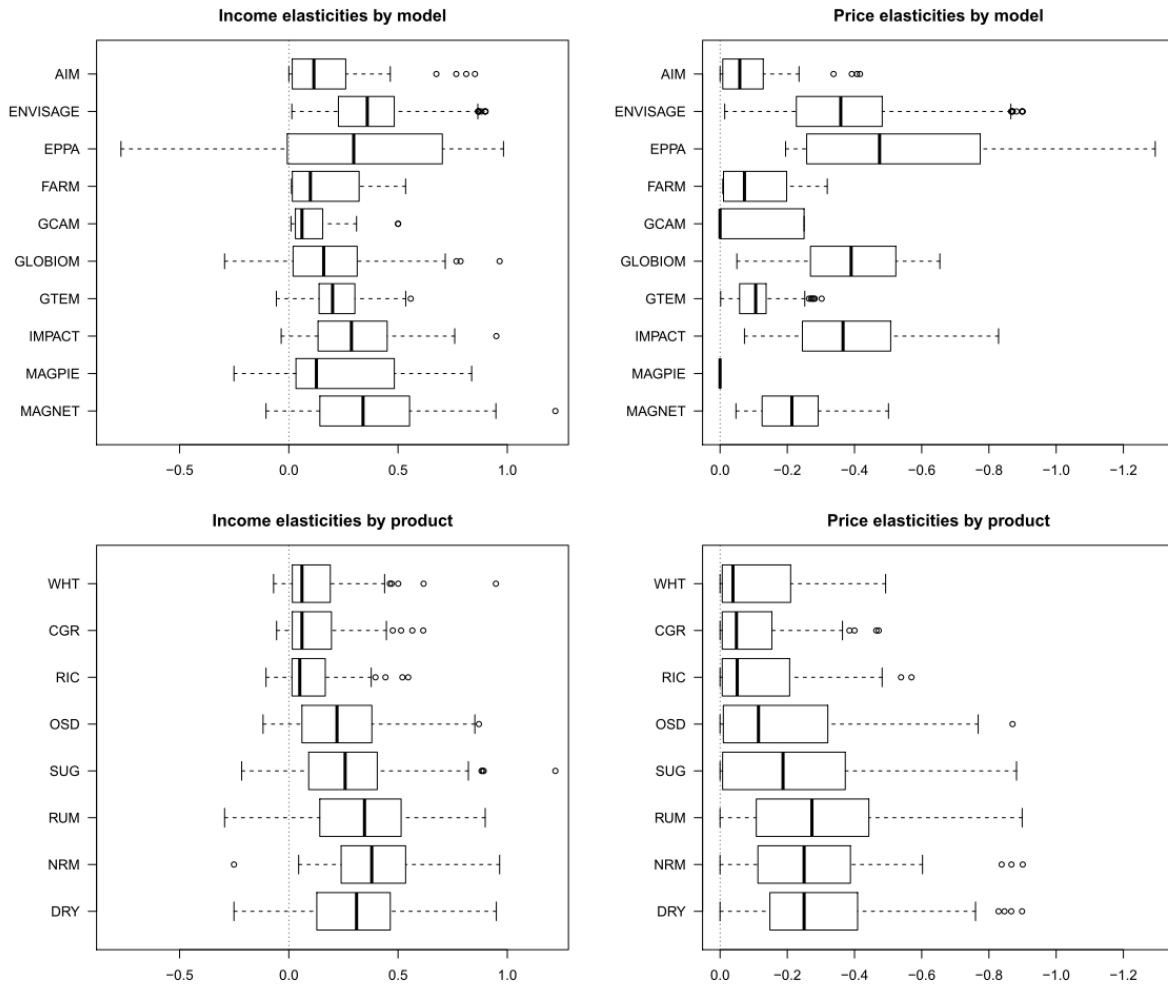 Income elasticities by model
AIM
ENVISAGE
EPPA
FARM
GCAM
GLOBIOM
GTEM
IMPACT
MAGPIE
MAGNET
−0.5 0.0 0.5 1.0
Price elasticities by model
AIM
ENVISAGE
EPPA
FARM
GCAM
GLOBIOM
GTEM
IMPACT
MAGPIE
MAGNET
0.0 −0.2 −0.4 −0.6 −0.8 −1.0 −1.2
Income elasticities by product
WHT
CGR
RIC
OSD
SUG
RUM
NRM
DRY
−0.5 0.0 0.5 1.0
Price elasticities by product
WHT
CGR
RIC
OSD
SUG
RUM
NRM
DRY
0.0 −0.2 −0.4 −0.6 −0.8 −1.0 −1.2